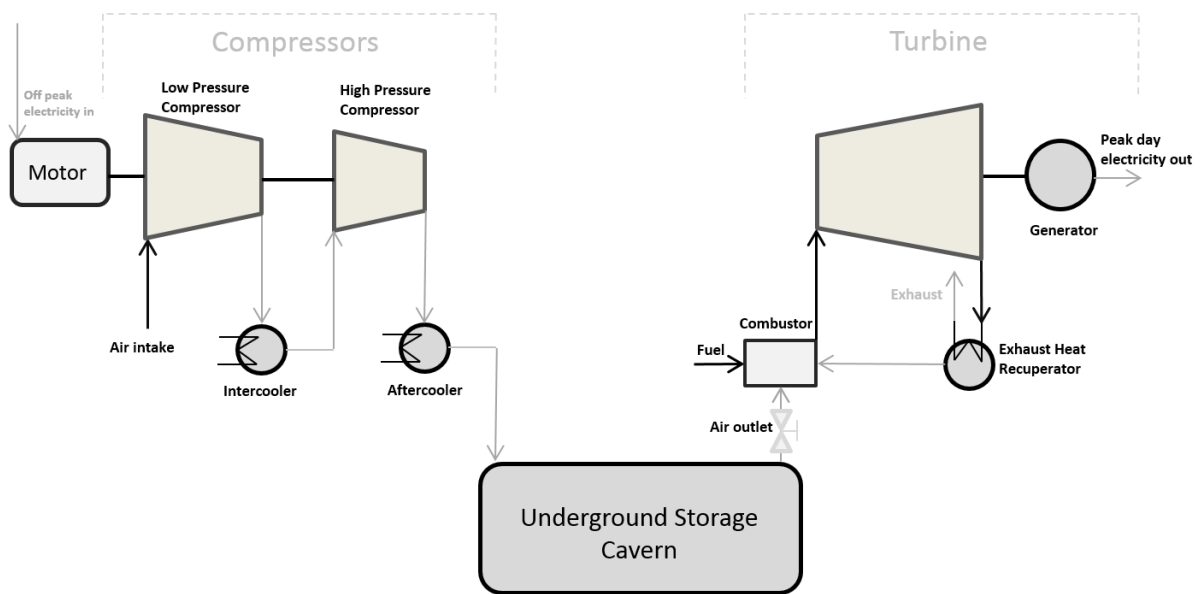 Compressors
Turbine
Off peak
electricity in
Low Pressure
Compressor
High Pressure
Compressor
Motor
Peak day
electricity out
Generator
Exhaust
Air intake
Combustor
Fuel
Exhaust Heat
Recuperator
Intercooler
Aftercooler
Air outlet
Underground Storage
Cavern